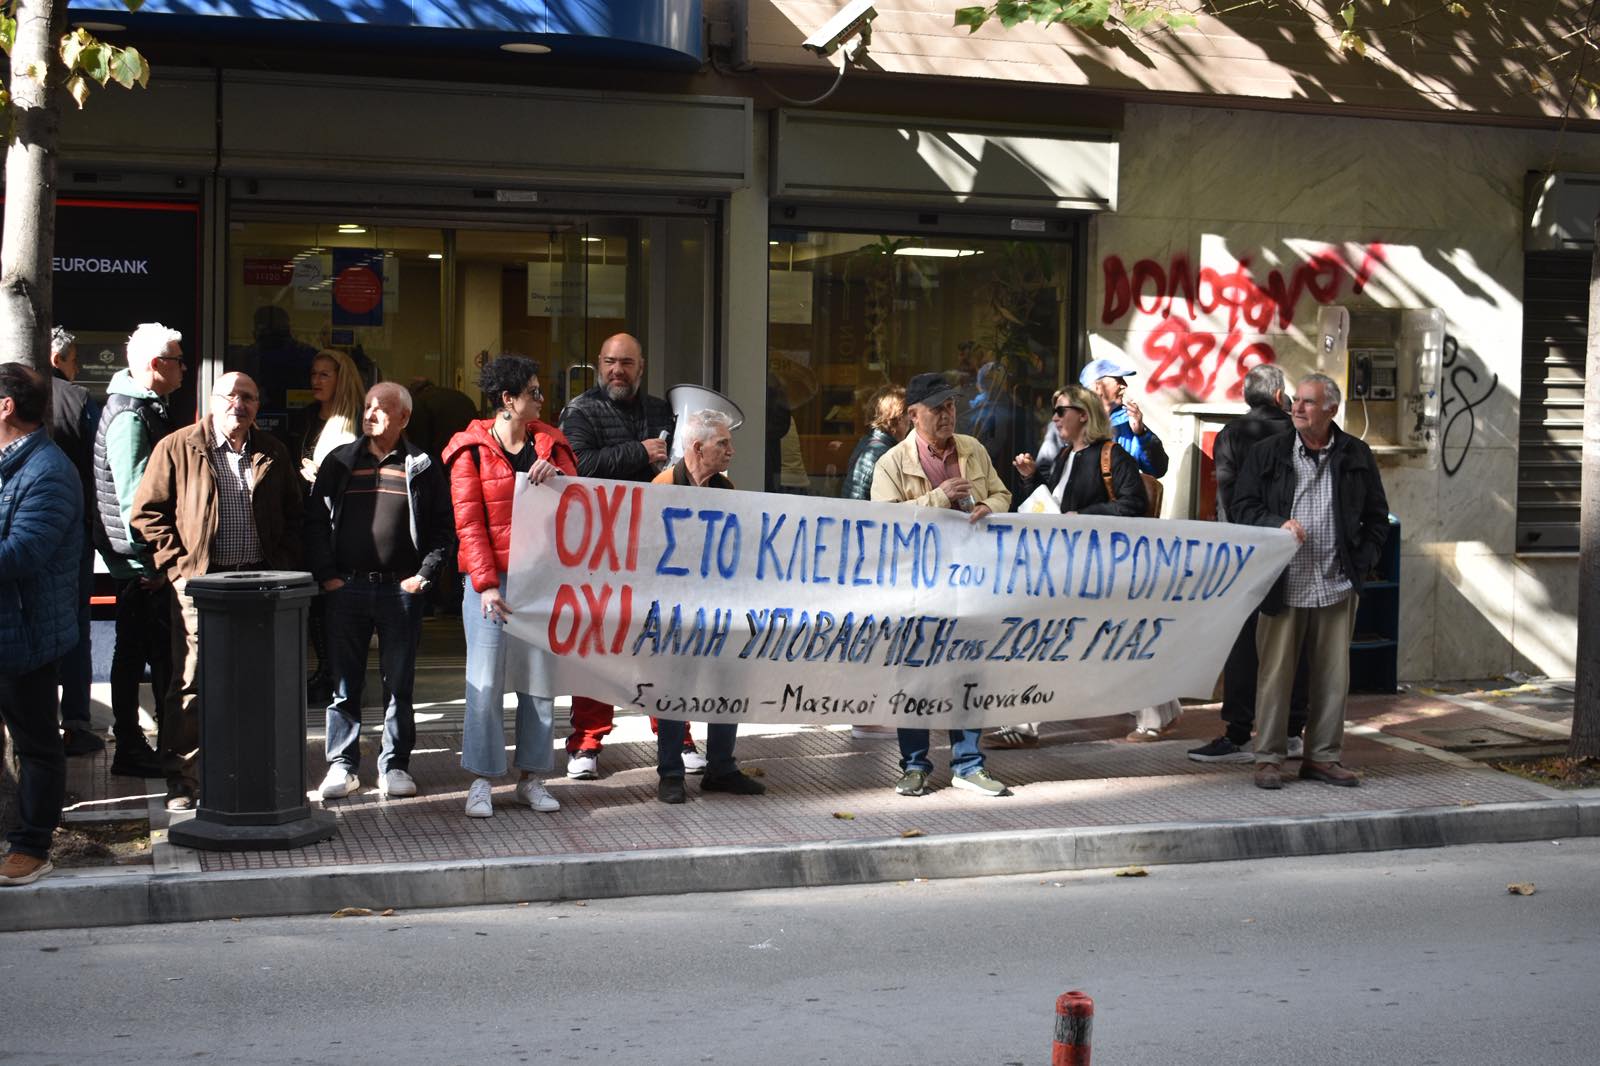 EUROBANK
11120
ΔΟΛΟΦΟΝΟΙ
28/2
ΟΧΙ ΣΤΟ ΚΛΕΙΣΙΜΟ του ΤΑΧΥΔΡΟΜΕΙΟΥ
ΟΧΙ ΑΛΛΗ ΥΠΟΒΑΘΜΙΣΗ της ΖΩΗΣ ΜΑΣ
Σύλλογοι - Μαζικοί Φορείς Τυρνάβου